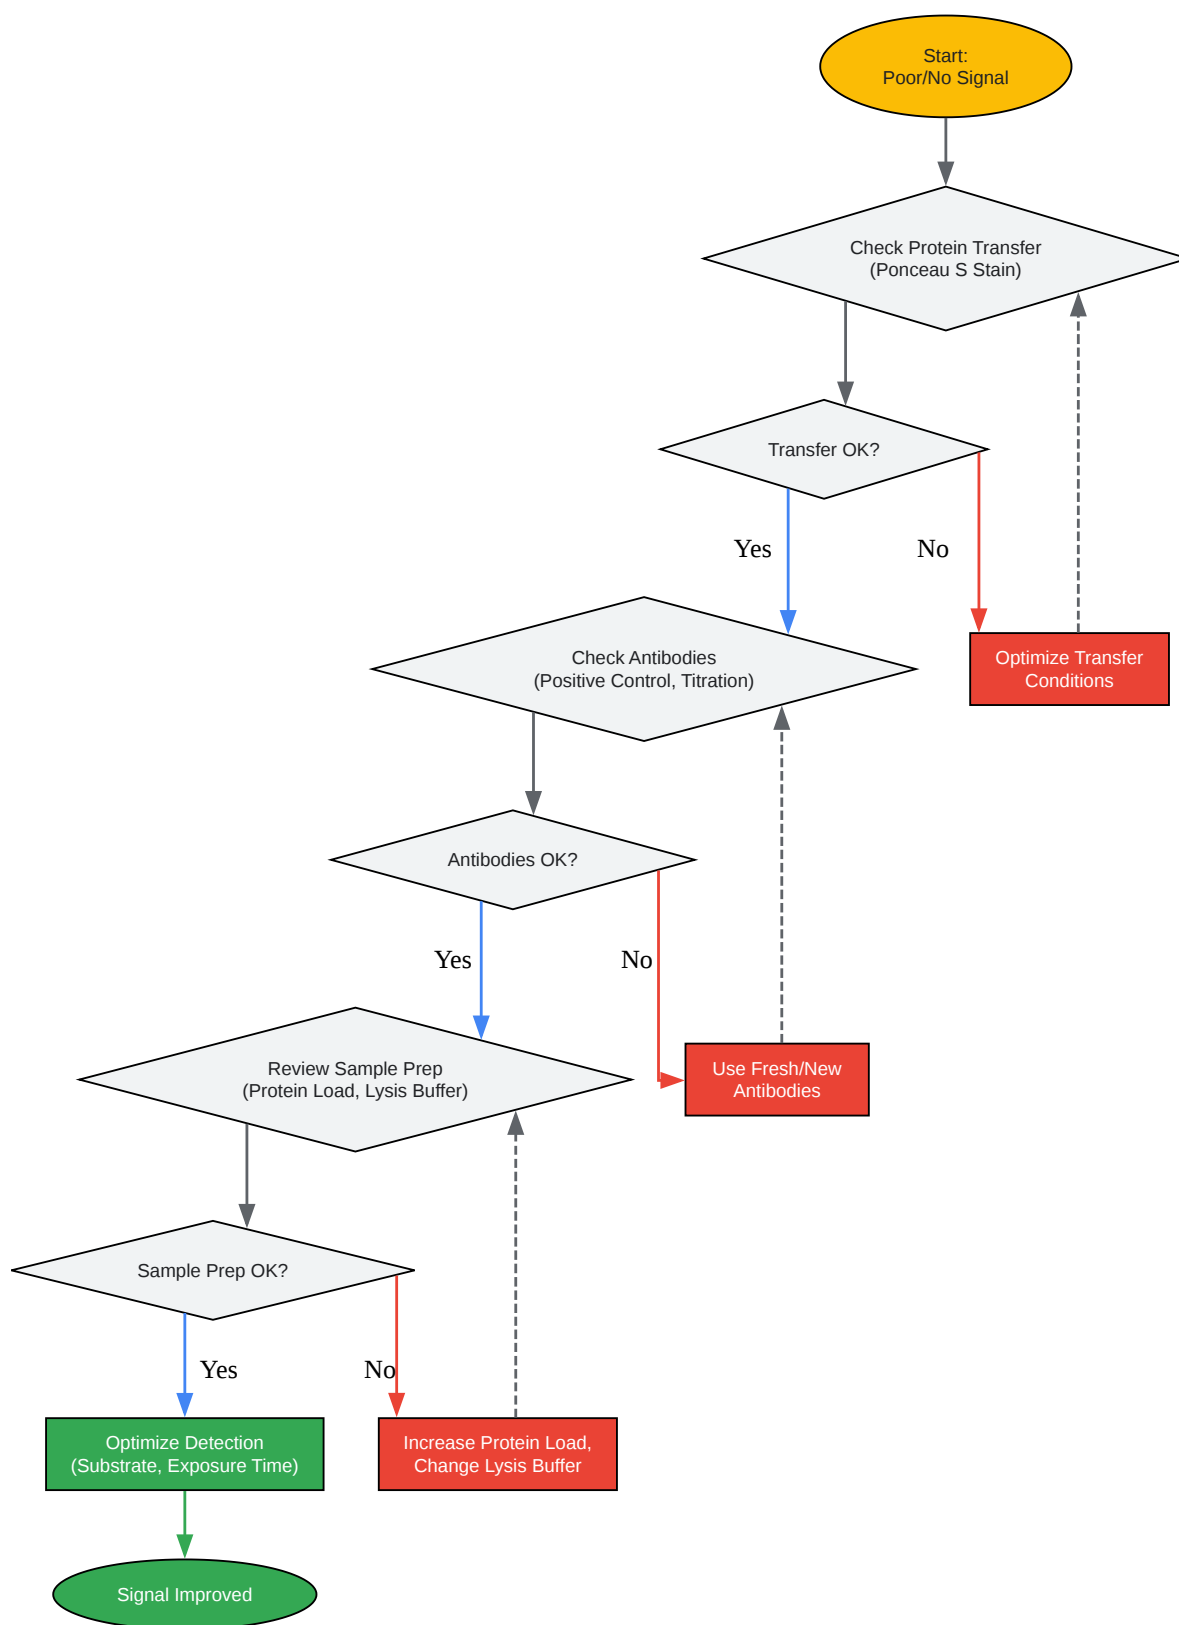 Start:
Poor/No Signal
Check Protein Transfer
(Ponceau S Stain)
Transfer OK?
Yes
No
Check Antibodies
(Positive Control, Titration)
Optimize Transfer
Conditions
Antibodies OK?
Yes
No
Review Sample Prep
(Protein Load, Lysis Buffer)
Use Fresh/New
Antibodies
Sample Prep OK?
Yes
No
Optimize Detection
(Substrate, Exposure Time)
Increase Protein Load,
Change Lysis Buffer
Signal Improved